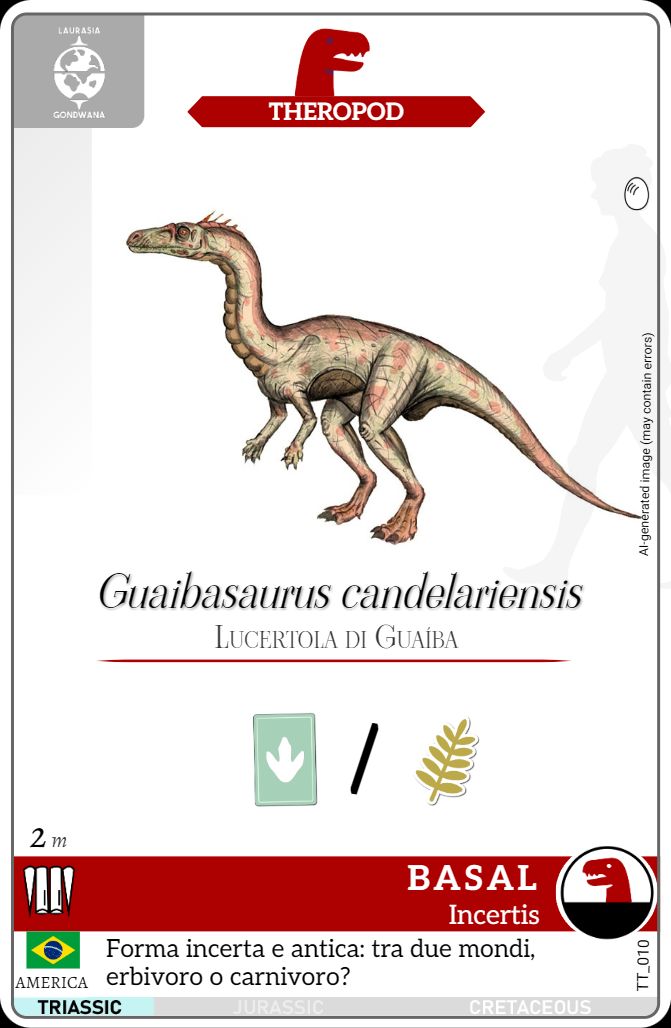 LAURASIA
GONDWANA
THEROPOD
AI-generated image (may contain errors)
Guaibasaurus candelariensis
Lucertola di Guaíba
2 m
BASAL
Incertis
AMERICA
Forma incerta e antica: tra due mondi,
erbivoro o carnivoro?
TT_010
TRIASSIC
JURASSIC
CRETACEOUS